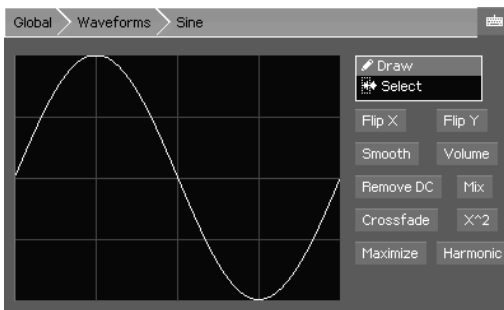 Global Waveforms Sine
Draw
Select
Flip X Flip Y
Smooth Volume
Remove DC Mix
Crossfade X^2
Maximize Harmonic